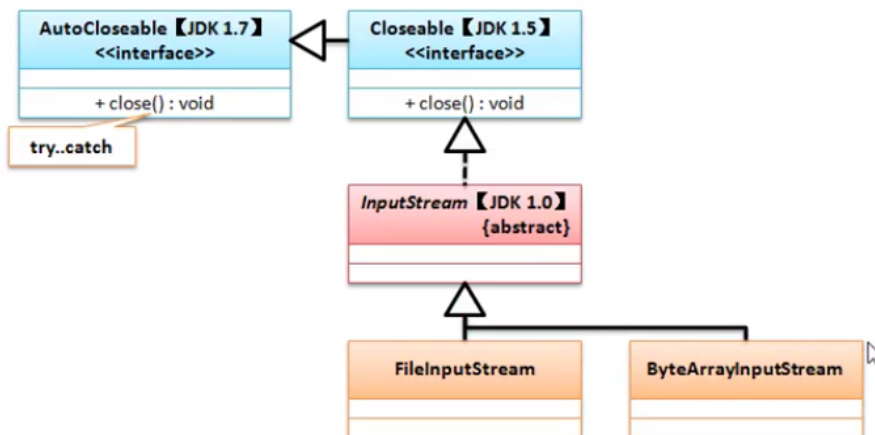 AutoCloseable【JDK 1.7】
<<interface>>
+ close() : void
try..catch
Closeable【JDK 1.5】
<<interface>>
+ close() : void
InputStream【JDK 1.0】
{abstract}
FileInputStream
ByteArrayInputStream